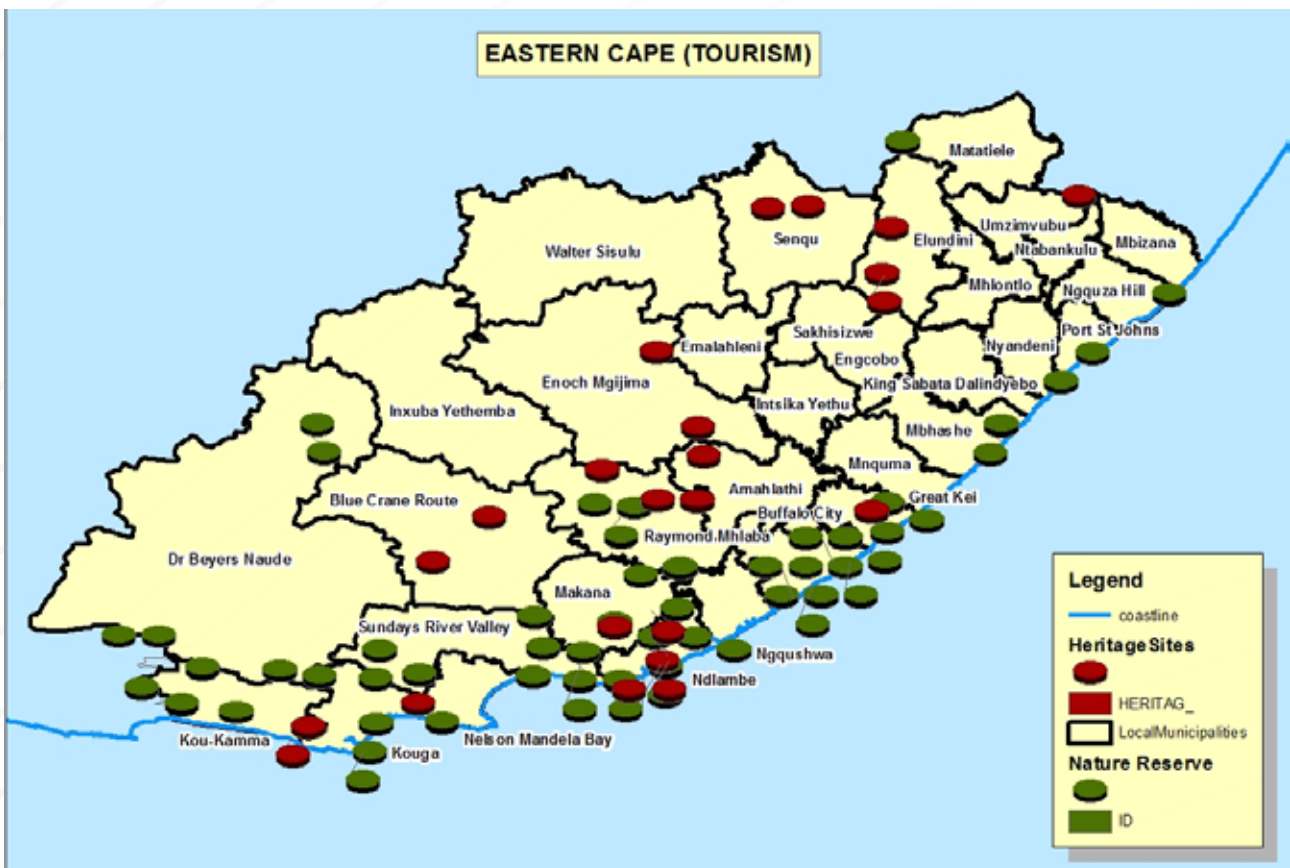 EASTERN CAPE (TOURISM)
Matatiele
Umzimvubu
Ntabankulu
Mbizana
Walter Sisulu
Senqu
Elundini
Mhlontlo
Ngquza Hill
Port St Johns
Sakhisizwe
Emalahleni
Engcobo
Nyandeni
King Sabata Dalindyebo
Enoch Mgijima
Intsika Yethu
Inxuba Yethemba
Mbhashe
Mnquma
Amahlathi
Great Kei
Blue Crane Route
Buffalo City
Raymond Mhlaba
Dr Beyers Naude
Makana
Sundays River Valley
Ngqushwa
Ndlambe
Kou-Kamma
Kouga
Nelson Mandela Bay
Legend
coastline
HeritageSites
HERITAG_
LocalMunicipalities
Nature Reserve
ID